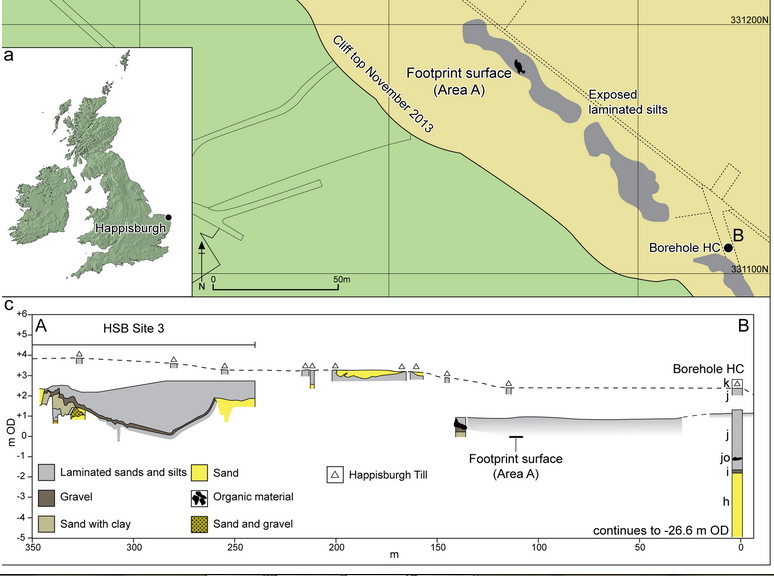 331200N
a
Cliff top November 2013
Footprint surface
(Area A)
Exposed
laminated silts
Happisburgh
Borehole HC
B
N
0
50m
331100N
c
+6
+5
+4
+3
+2
+1
0
-1
-2
-3
-4
-5
m OD
A
HSB Site 3
B
Borehole HC
k
j
j
jo
i
h
Footprint surface
(Area A)
Laminated sands and silts
Sand
Happisburgh Till
Gravel
Organic material
Sand with clay
Sand and gravel
continues to -26.6 m OD
350
300
250
200
150
100
50
0
m